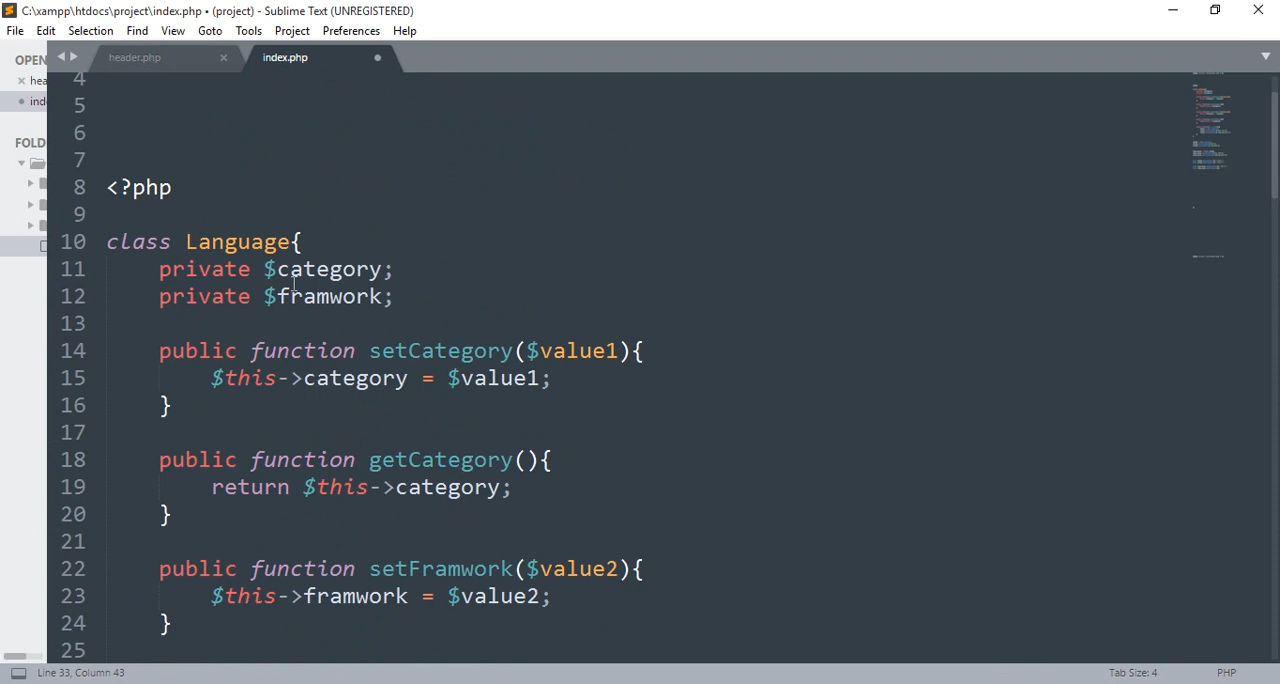 C:\xampp\htdocs\project\index.php • (project) - Sublime Text (UNREGISTERED)
File Edit Selection Find View Goto Tools Project Preferences Help
OPEN header.php × index.php
× hea
• ind
FOLD
4
5
6
7
8 <?php
9
10 class Language{
11 private $category;
12 private $framwork;
13
14 public function setCategory($value1){
15 $this->category = $value1;
16 }
17
18 public function getCategory(){
19 return $this->category;
20 }
21
22 public function setFramwork($value2){
23 $this->framwork = $value2;
24 }
25
Line 33, Column 43 Tab Size: 4 PHP